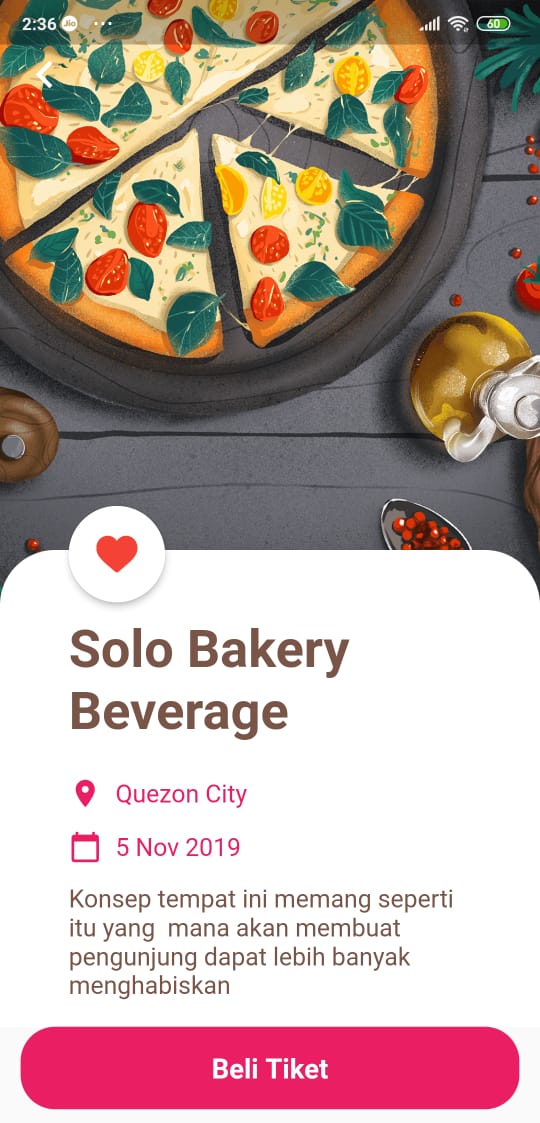 2:36 Jio ... 60
Solo Bakery
Beverage
Quezon City
5 Nov 2019
Konsep tempat ini memang seperti
itu yang  mana akan membuat
pengunjung dapat lebih banyak
menghabiskan
Beli Tiket